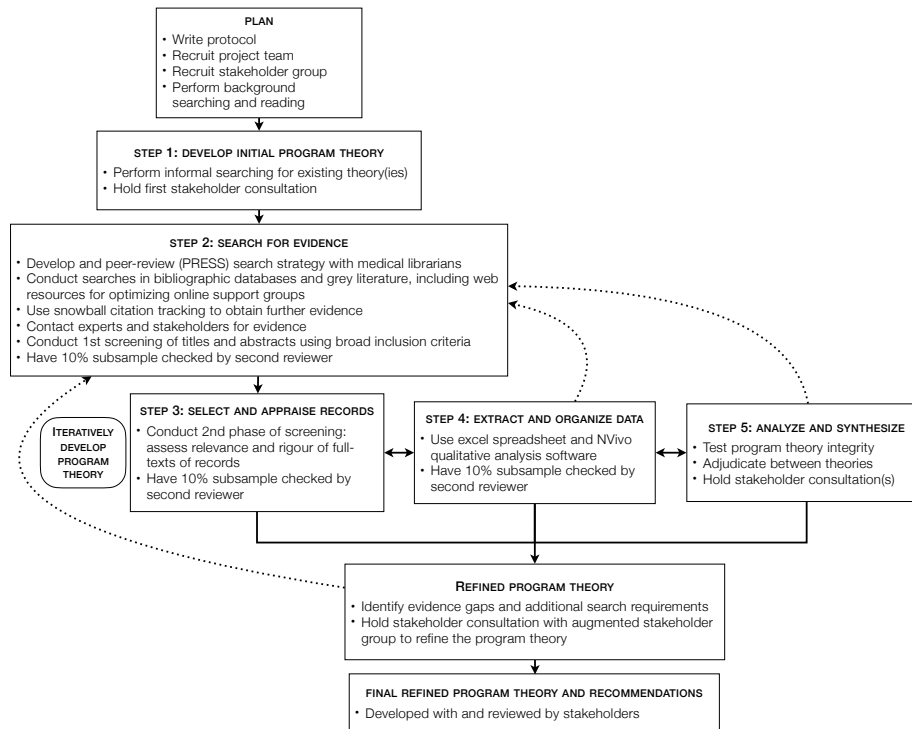 PLAN
• Write protocol
• Recruit project team
• Recruit stakeholder group
• Perform background
searching and reading
STEP 1: DEVELOP INITIAL PROGRAM THEORY
• Perform informal searching for existing theory(ies)
• Hold first stakeholder consultation
STEP 2: SEARCH FOR EVIDENCE
• Develop and peer-review (PRESS) search strategy with medical librarians
• Conduct searches in bibliographic databases and grey literature, including web
resources for optimizing online support groups
• Use snowball citation tracking to obtain further evidence
• Contact experts and stakeholders for evidence
• Conduct 1st screening of titles and abstracts using broad inclusion criteria
• Have 10% subsample checked by second reviewer
ITERATIVELY
DEVELOP
PROGRAM
THEORY
STEP 3: SELECT AND APPRAISE RECORDS
• Conduct 2nd phase of screening:
assess relevance and rigour of full-
texts of records
• Have 10% subsample checked by
second reviewer
STEP 4: EXTRACT AND ORGANIZE DATA
• Use excel spreadsheet and NVivo
qualitative analysis software
• Have 10% subsample checked by
second reviewer
STEP 5: ANALYZE AND SYNTHESIZE
• Test program theory integrity
• Adjudicate between theories
• Hold stakeholder consultation(s)
REFINED PROGRAM THEORY
• Identify evidence gaps and additional search requirements
• Hold stakeholder consultation with augmented stakeholder
group to refine the program theory
FINAL REFINED PROGRAM THEORY AND RECOMMENDATIONS
• Developed with and reviewed by stakeholders